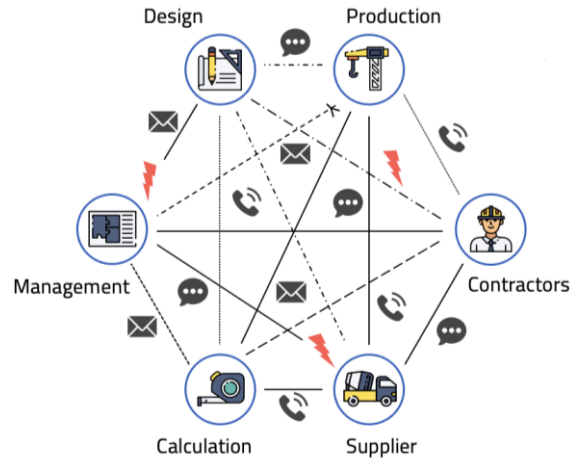 Design
Production
Management
Contractors
Calculation
Supplier